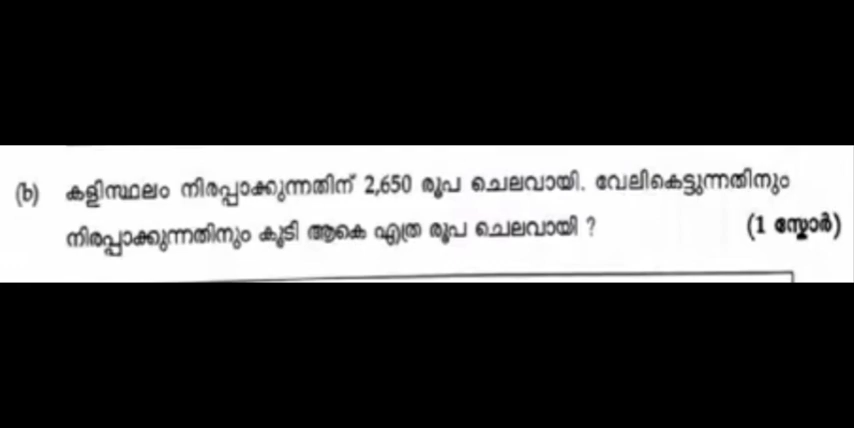 (b) കളിസ്ഥലം നിരപ്പാക്കുന്നതിന് 2,650 രൂപ ചെലവായി. വേലികെട്ടുന്നതിനും
നിരപ്പാക്കുന്നതിനും കൂടി ആകെ എത്ര രൂപ ചെലവായി ? (1 സ്കോർ)